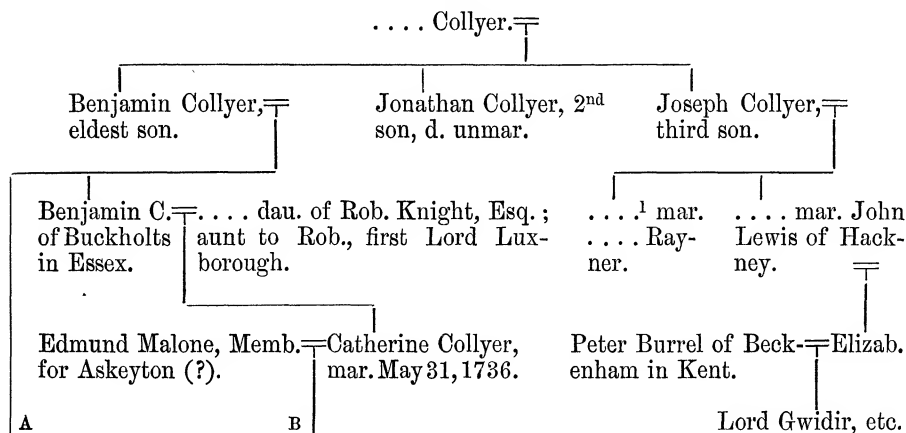 .... Collyer.
Benjamin Collyer,
eldest son.
Jonathan Collyer, 2nd
son, d. unmar.
Joseph Collyer,
third son.
Benjamin C.
of Buckholts
in Essex.
.... dau. of Rob. Knight, Esq.;
aunt to Rob., first Lord Lux-
borough.
....1 mar.
.... Ray-
ner.
.... mar. John
Lewis of Hack-
ney.
Edmund Malone, Memb.
for Askeyton (?).
Catherine Collyer,
mar. May 31, 1736.
Peter Burrel of Beck-
enham in Kent.
Elizab.
A
B
Lord Gwidir, etc.